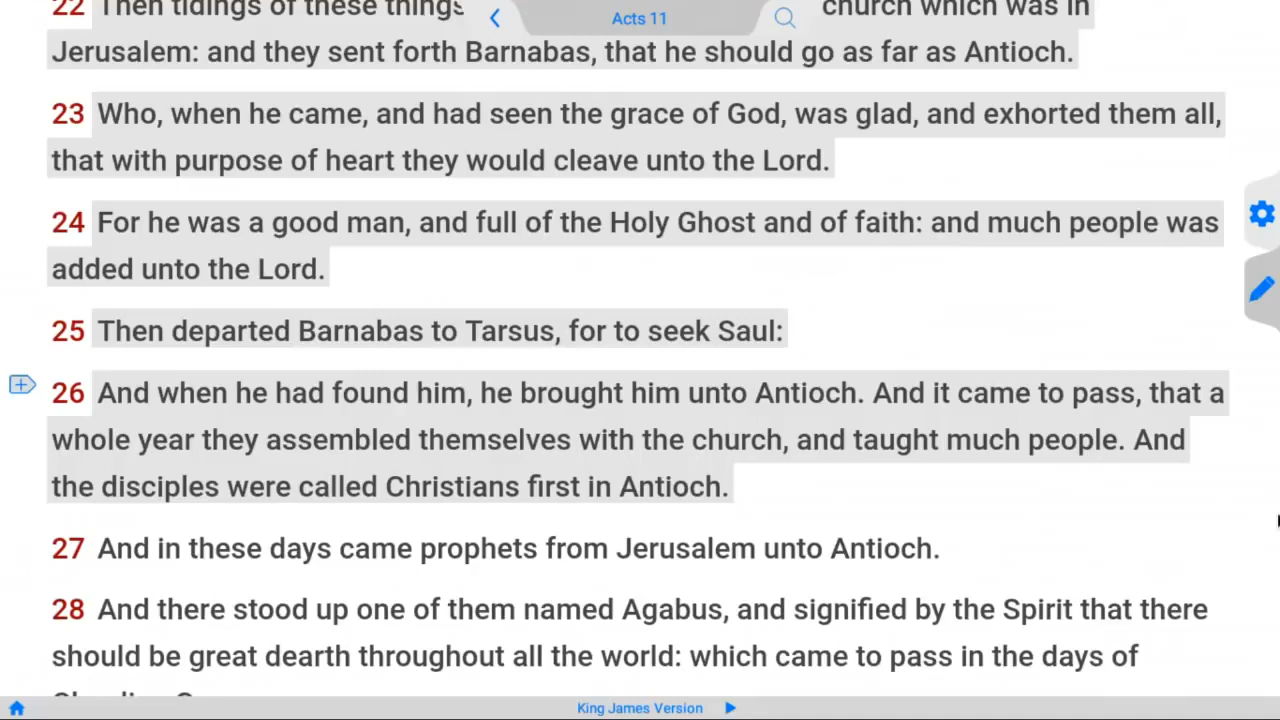 Acts 11
22 Then tidings of these things church which was in
Jerusalem: and they sent forth Barnabas, that he should go as far as Antioch.
23 Who, when he came, and had seen the grace of God, was glad, and exhorted them all,
that with purpose of heart they would cleave unto the Lord.
24 For he was a good man, and full of the Holy Ghost and of faith: and much people was
added unto the Lord.
25 Then departed Barnabas to Tarsus, for to seek Saul:
26 And when he had found him, he brought him unto Antioch. And it came to pass, that a
whole year they assembled themselves with the church, and taught much people. And
the disciples were called Christians first in Antioch.
27 And in these days came prophets from Jerusalem unto Antioch.
28 And there stood up one of them named Agabus, and signified by the Spirit that there
should be great dearth throughout all the world: which came to pass in the days of
King James Version